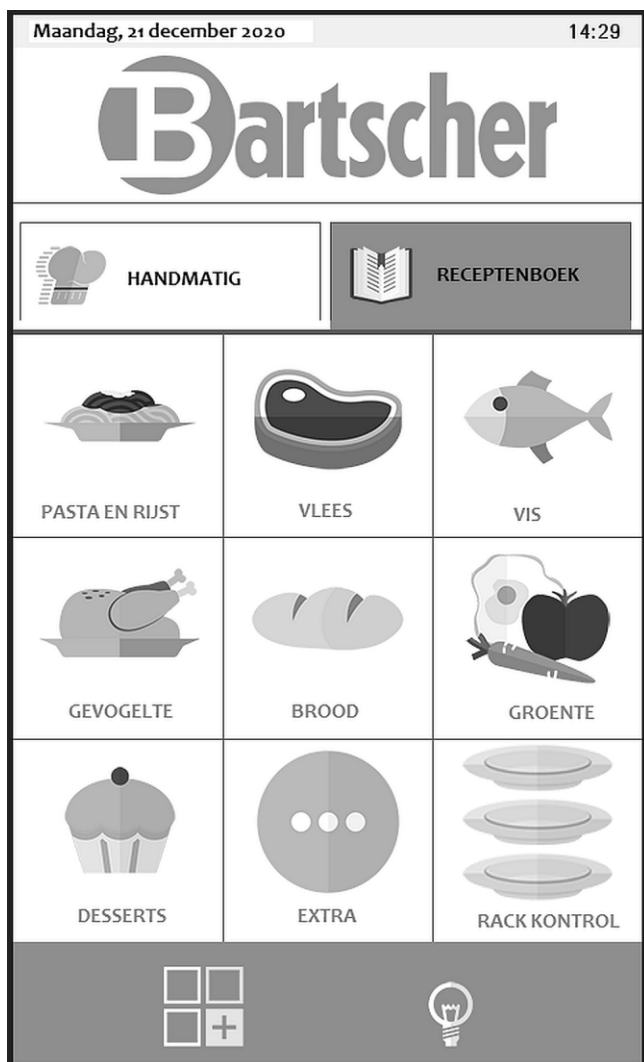 Maandag, 21 december 2020 14:29
Bartscher
HANDMATIG RECEPTENBOEK
PASTA EN RIJST VLEES VIS
GEVOGELTE BROOD GROENTE
DESSERTS EXTRA RACK KONTROL